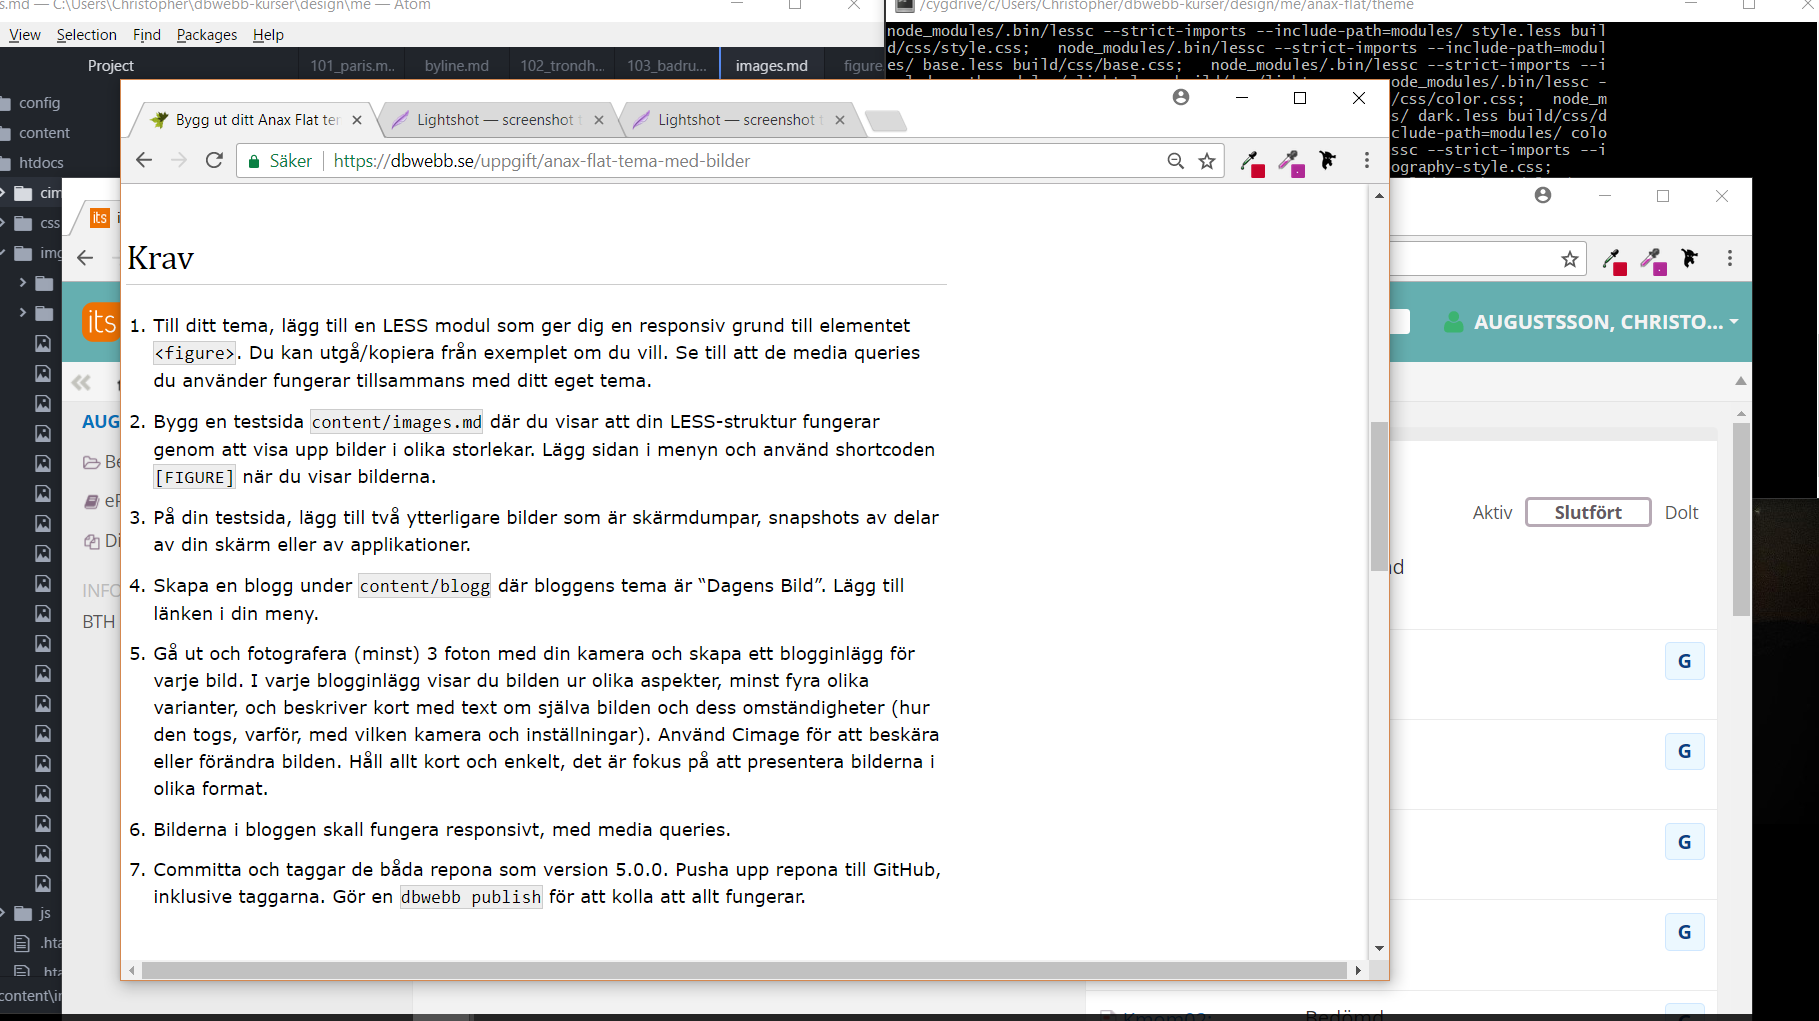 s.md — C:\Users\Christopher\dbwebb-kurser\design\me — Atom
/cygdrive/c/Users/Christopher/dbwebb-kurser/design/me/anax-flat/theme
View Selection Find Packages Help
node_modules/.bin/lessc --strict-imports --include-path=modules/ style.less buil
d/css/style.css; node_modules/.bin/lessc --strict-imports --include-path=modul
es/ base.less build/css/base.css; node_modules/.bin/lessc --strict-imports --i
node_modules/.bin/lessc -
/css/color.css; node_m
s/ dark.less build/css/d
clude-path=modules/ colo
ssc --strict-imports --i
ography-style.css;
Project
101_paris.m..
byline.md
102_trondh...
103_badru...
images.md
figure
config
content
htdocs
cim
css
img
js
.hta
.hta
content\i
Bygg ut ditt Anax Flat ter
Lightshot — screenshot t
Lightshot — screenshot t
Säker
https://dbwebb.se/uppgift/anax-flat-tema-med-bilder
Krav
1. Till ditt tema, lägg till en LESS modul som ger dig en responsiv grund till elementet
<figure>. Du kan utgå/kopiera från exemplet om du vill. Se till att de media queries
du använder fungerar tillsammans med ditt eget tema.
2. Bygg en testsida content/images.md där du visar att din LESS-struktur fungerar
genom att visa upp bilder i olika storlekar. Lägg sidan i menyn och använd shortcoden
[FIGURE] när du visar bilderna.
3. På din testsida, lägg till två ytterligare bilder som är skärmdumpar, snapshots av delar
av din skärm eller av applikationer.
4. Skapa en blogg under content/blogg där bloggens tema är “Dagens Bild”. Lägg till
länken i din meny.
5. Gå ut och fotografera (minst) 3 foton med din kamera och skapa ett blogginlägg för
varje bild. I varje blogginlägg visar du bilden ur olika aspekter, minst fyra olika
varianter, och beskriver kort med text om själva bilden och dess omständigheter (hur
den togs, varför, med vilken kamera och inställningar). Använd Cimage för att beskära
eller förändra bilden. Håll allt kort och enkelt, det är fokus på att presentera bilderna i
olika format.
6. Bilderna i bloggen skall fungera responsivt, med media queries.
7. Committa och taggar de båda repona som version 5.0.0. Pusha upp repona till GitHub,
inklusive taggarna. Gör en dbwebb publish för att kolla att allt fungerar.
its
its
AUGUSTSSON, CHRISTO...
AUG
Be
eP
Di
INFO
BTH
Aktiv
Slutfört
Dolt
G
G
G
G
Kmom02:
Bedömd